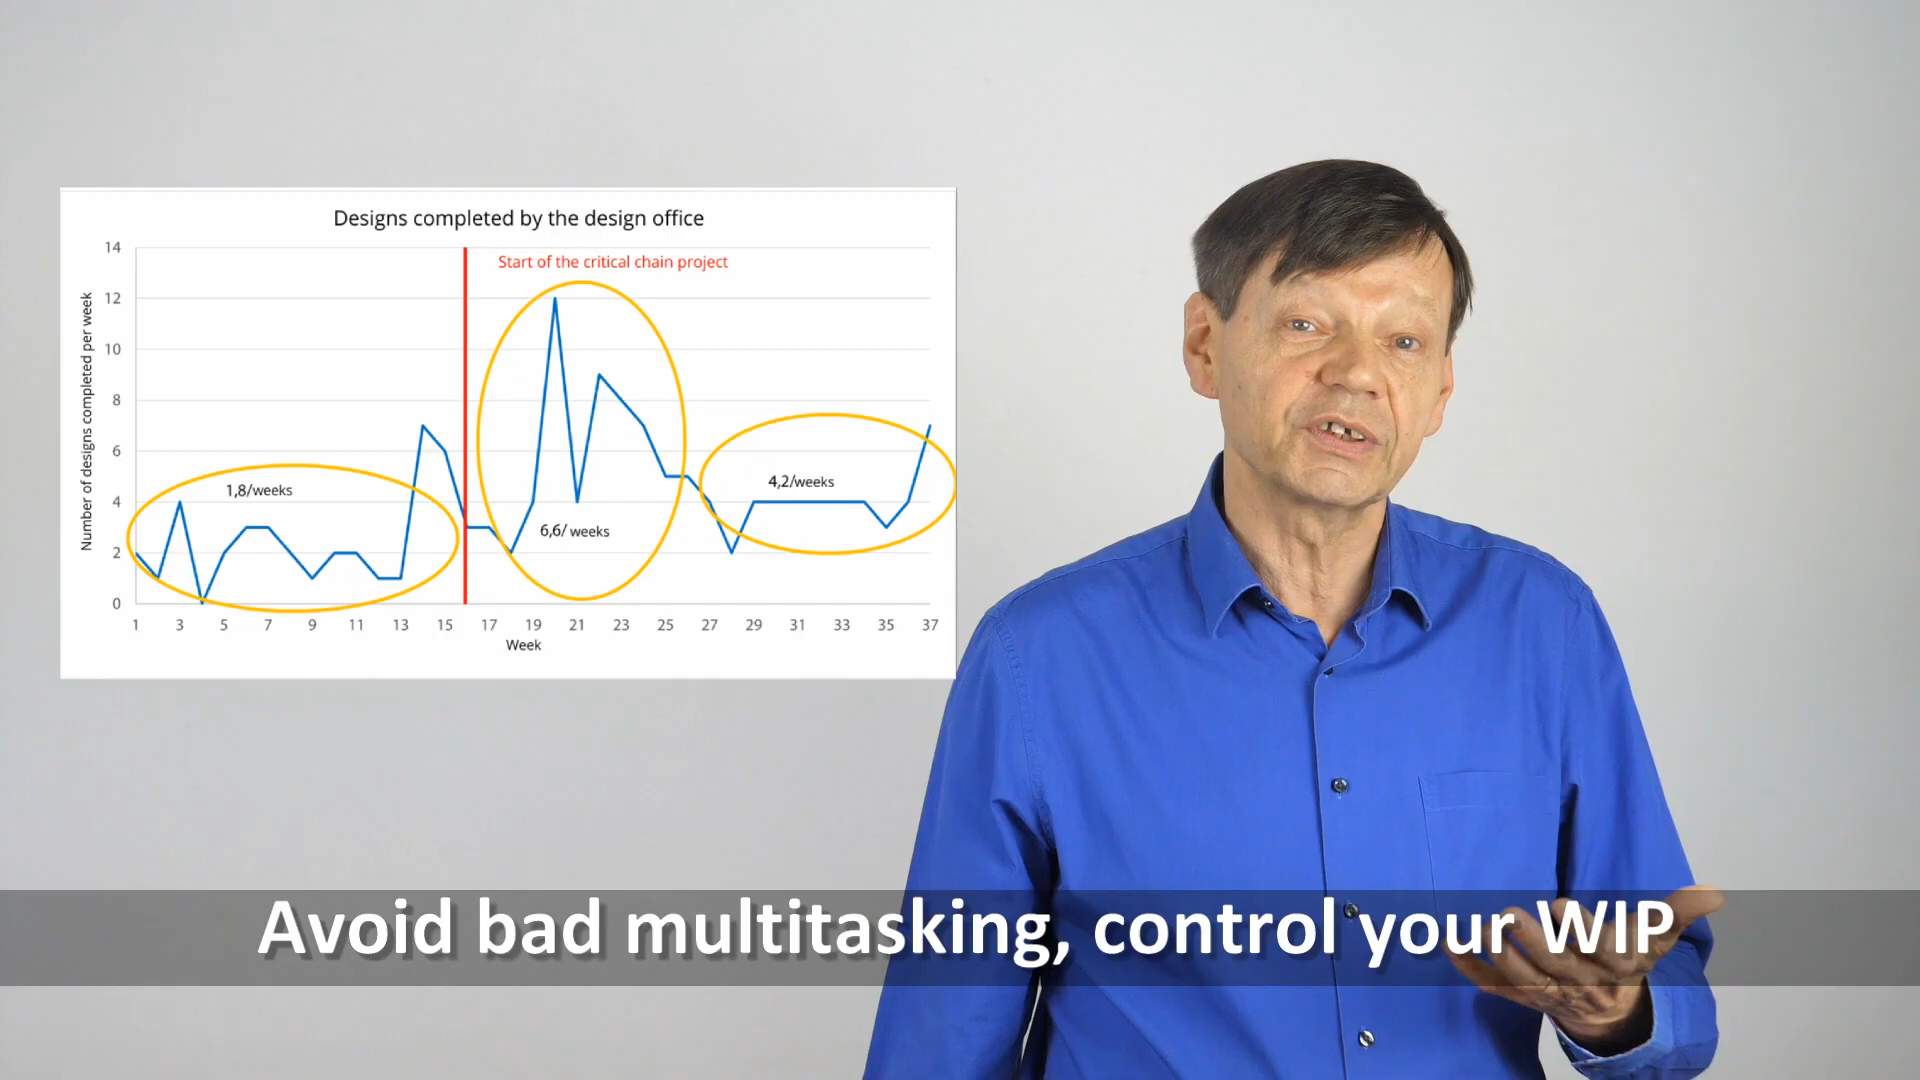 Designs completed by the design office
Number of designs completed per week
14
12
10
8
6
4
2
0
Start of the critical chain project
1,8/weeks
6,6/ weeks
4,2/weeks
1 3 5 7 9 11 13 15 17 19 21 23 25 27 29 31 33 35 37
Week
Avoid bad multitasking, control your WIP